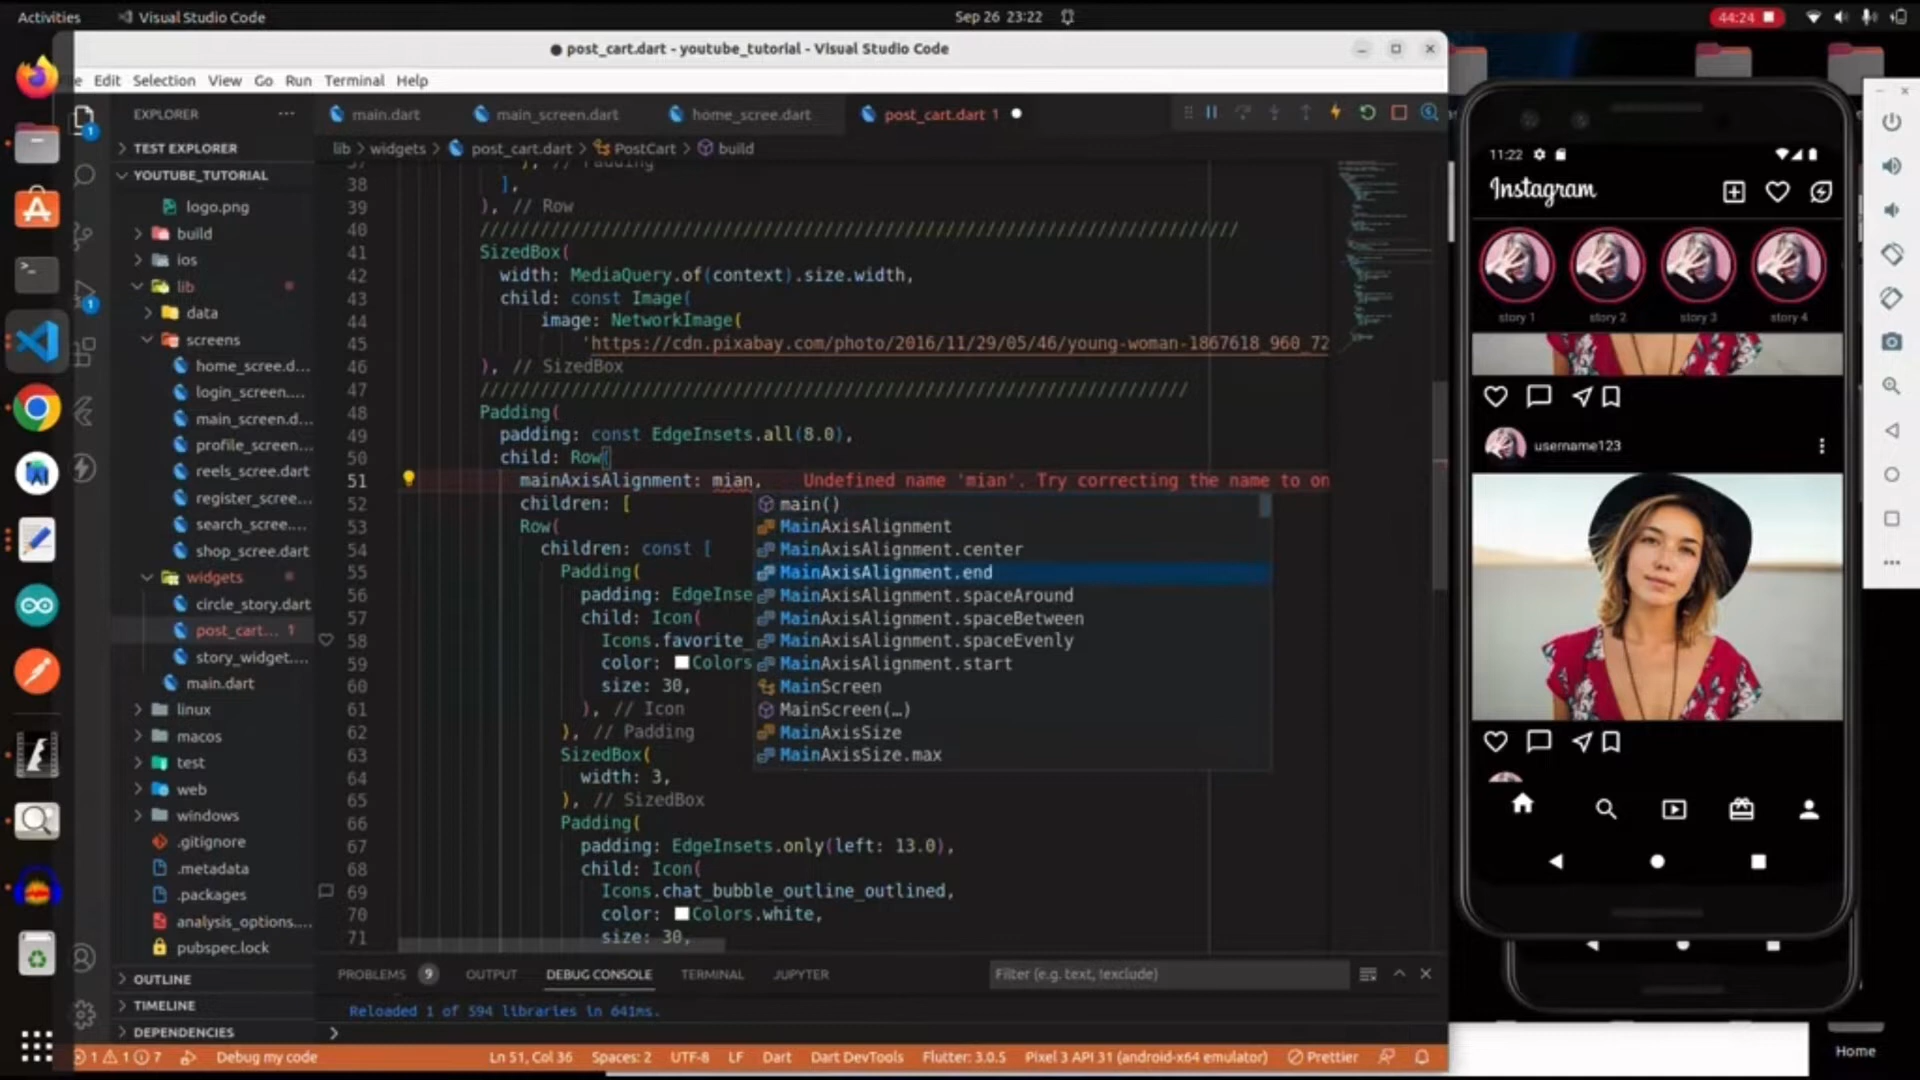 Activities
Visual Studio Code
Sep 26 23:22
44:24
● post_cart.dart - youtube_tutorial - Visual Studio Code
Edit Selection View Go Run Terminal Help
EXPLORER
main.dart
main_screen.dart
home_scree.dart
post_cart.dart 1
TEST EXPLORER
YOUTUBE_TUTORIAL
logo.png
build
ios
lib
data
screens
home_scree.d...
login_screen....
main_screen.d...
profile_screen...
reels_scree.dart
register_scree...
search_scree...
shop_scree.dart
widgets
circle_story.dart
post_cart... 1
story_widget....
main.dart
linux
macos
test
web
windows
.gitignore
.metadata
.packages
analysis_options....
pubspec.lock
OUTLINE
TIMELINE
DEPENDENCIES
lib > widgets > post_cart.dart > PostCart > build
37 ), // Padding
38 ],
39 ), // Row
40 //////////////////////////////////////////////////////////////////////////
41 SizedBox(
42 width: MediaQuery.of(context).size.width,
43 child: const Image(
44 image: NetworkImage(
45 'https://cdn.pixabay.com/photo/2016/11/29/05/46/young-woman-1867618_960_72
46 ), // SizedBox
47 /////////////////////////////////////////////////////////////////////
48 Padding(
49 padding: const EdgeInsets.all(8.0),
50 child: Row(
51 mainAxisAlignment: mian, Undefined name 'mian'. Try correcting the name to on
52 children: [
53 Row(
54 children: const [
55 Padding(
56 padding: EdgeInse
57 child: Icon(
58 Icons.favorite_
59 color: Colors
60 size: 30,
61 ), // Icon
62 ), // Padding
63 SizedBox(
64 width: 3,
65 ), // SizedBox
66 Padding(
67 padding: EdgeInsets.only(left: 13.0),
68 child: Icon(
69 Icons.chat_bubble_outline_outlined,
70 color: Colors.white,
71 size: 30,
main()
MainAxisAlignment
MainAxisAlignment.center
MainAxisAlignment.end
MainAxisAlignment.spaceAround
MainAxisAlignment.spaceBetween
MainAxisAlignment.spaceEvenly
MainAxisAlignment.start
MainScreen
MainScreen(…)
MainAxisSize
MainAxisSize.max
PROBLEMS 9 OUTPUT DEBUG CONSOLE TERMINAL JUPYTER
Filter (e.g. text, !exclude)
Reloaded 1 of 594 libraries in 641ms.
1 1 7 Debug my code
Ln 51, Col 36 Spaces: 2 UTF-8 LF Dart Dart DevTools Flutter: 3.0.5 Pixel 3 API 31 (android-x64 emulator) Prettier
11:22
Instagram
story 1
story 2
story 3
story 4
username123
Home